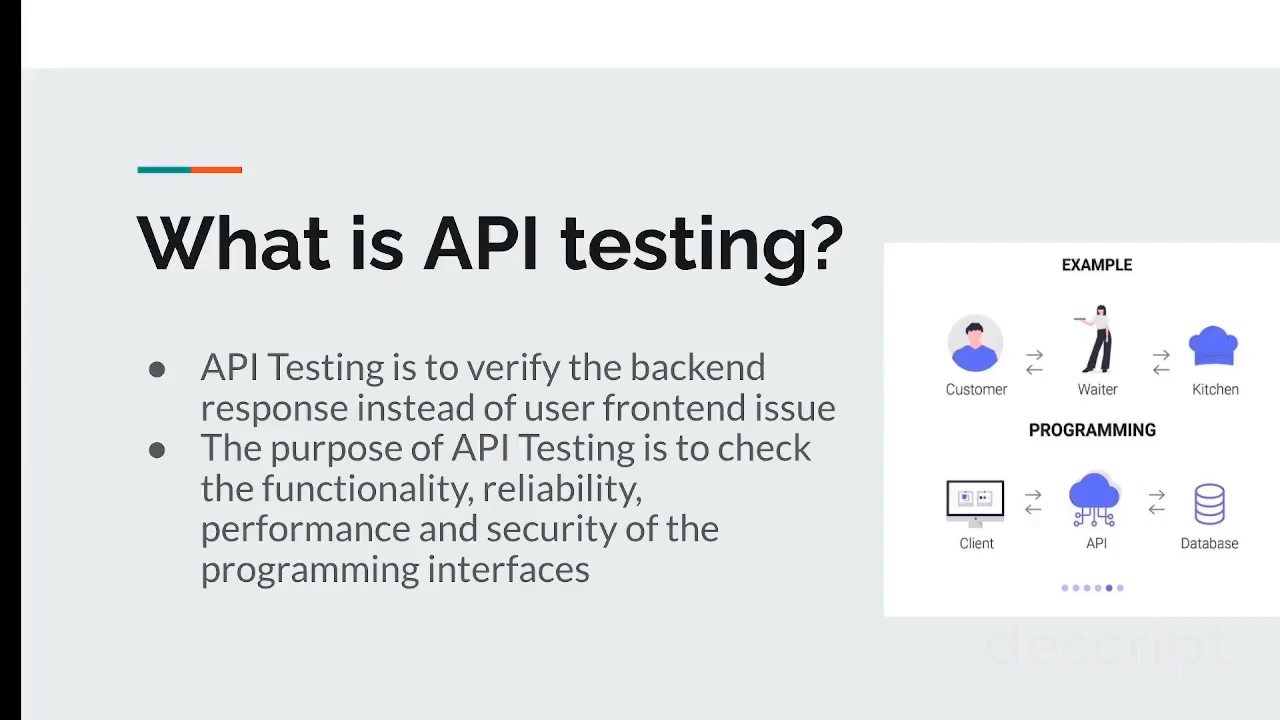 What is API testing?
● API Testing is to verify the backend
response instead of user frontend issue
● The purpose of API Testing is to check
the functionality, reliability,
performance and security of the
programming interfaces
EXAMPLE
Customer Waiter Kitchen
PROGRAMMING
Client API Database
descript